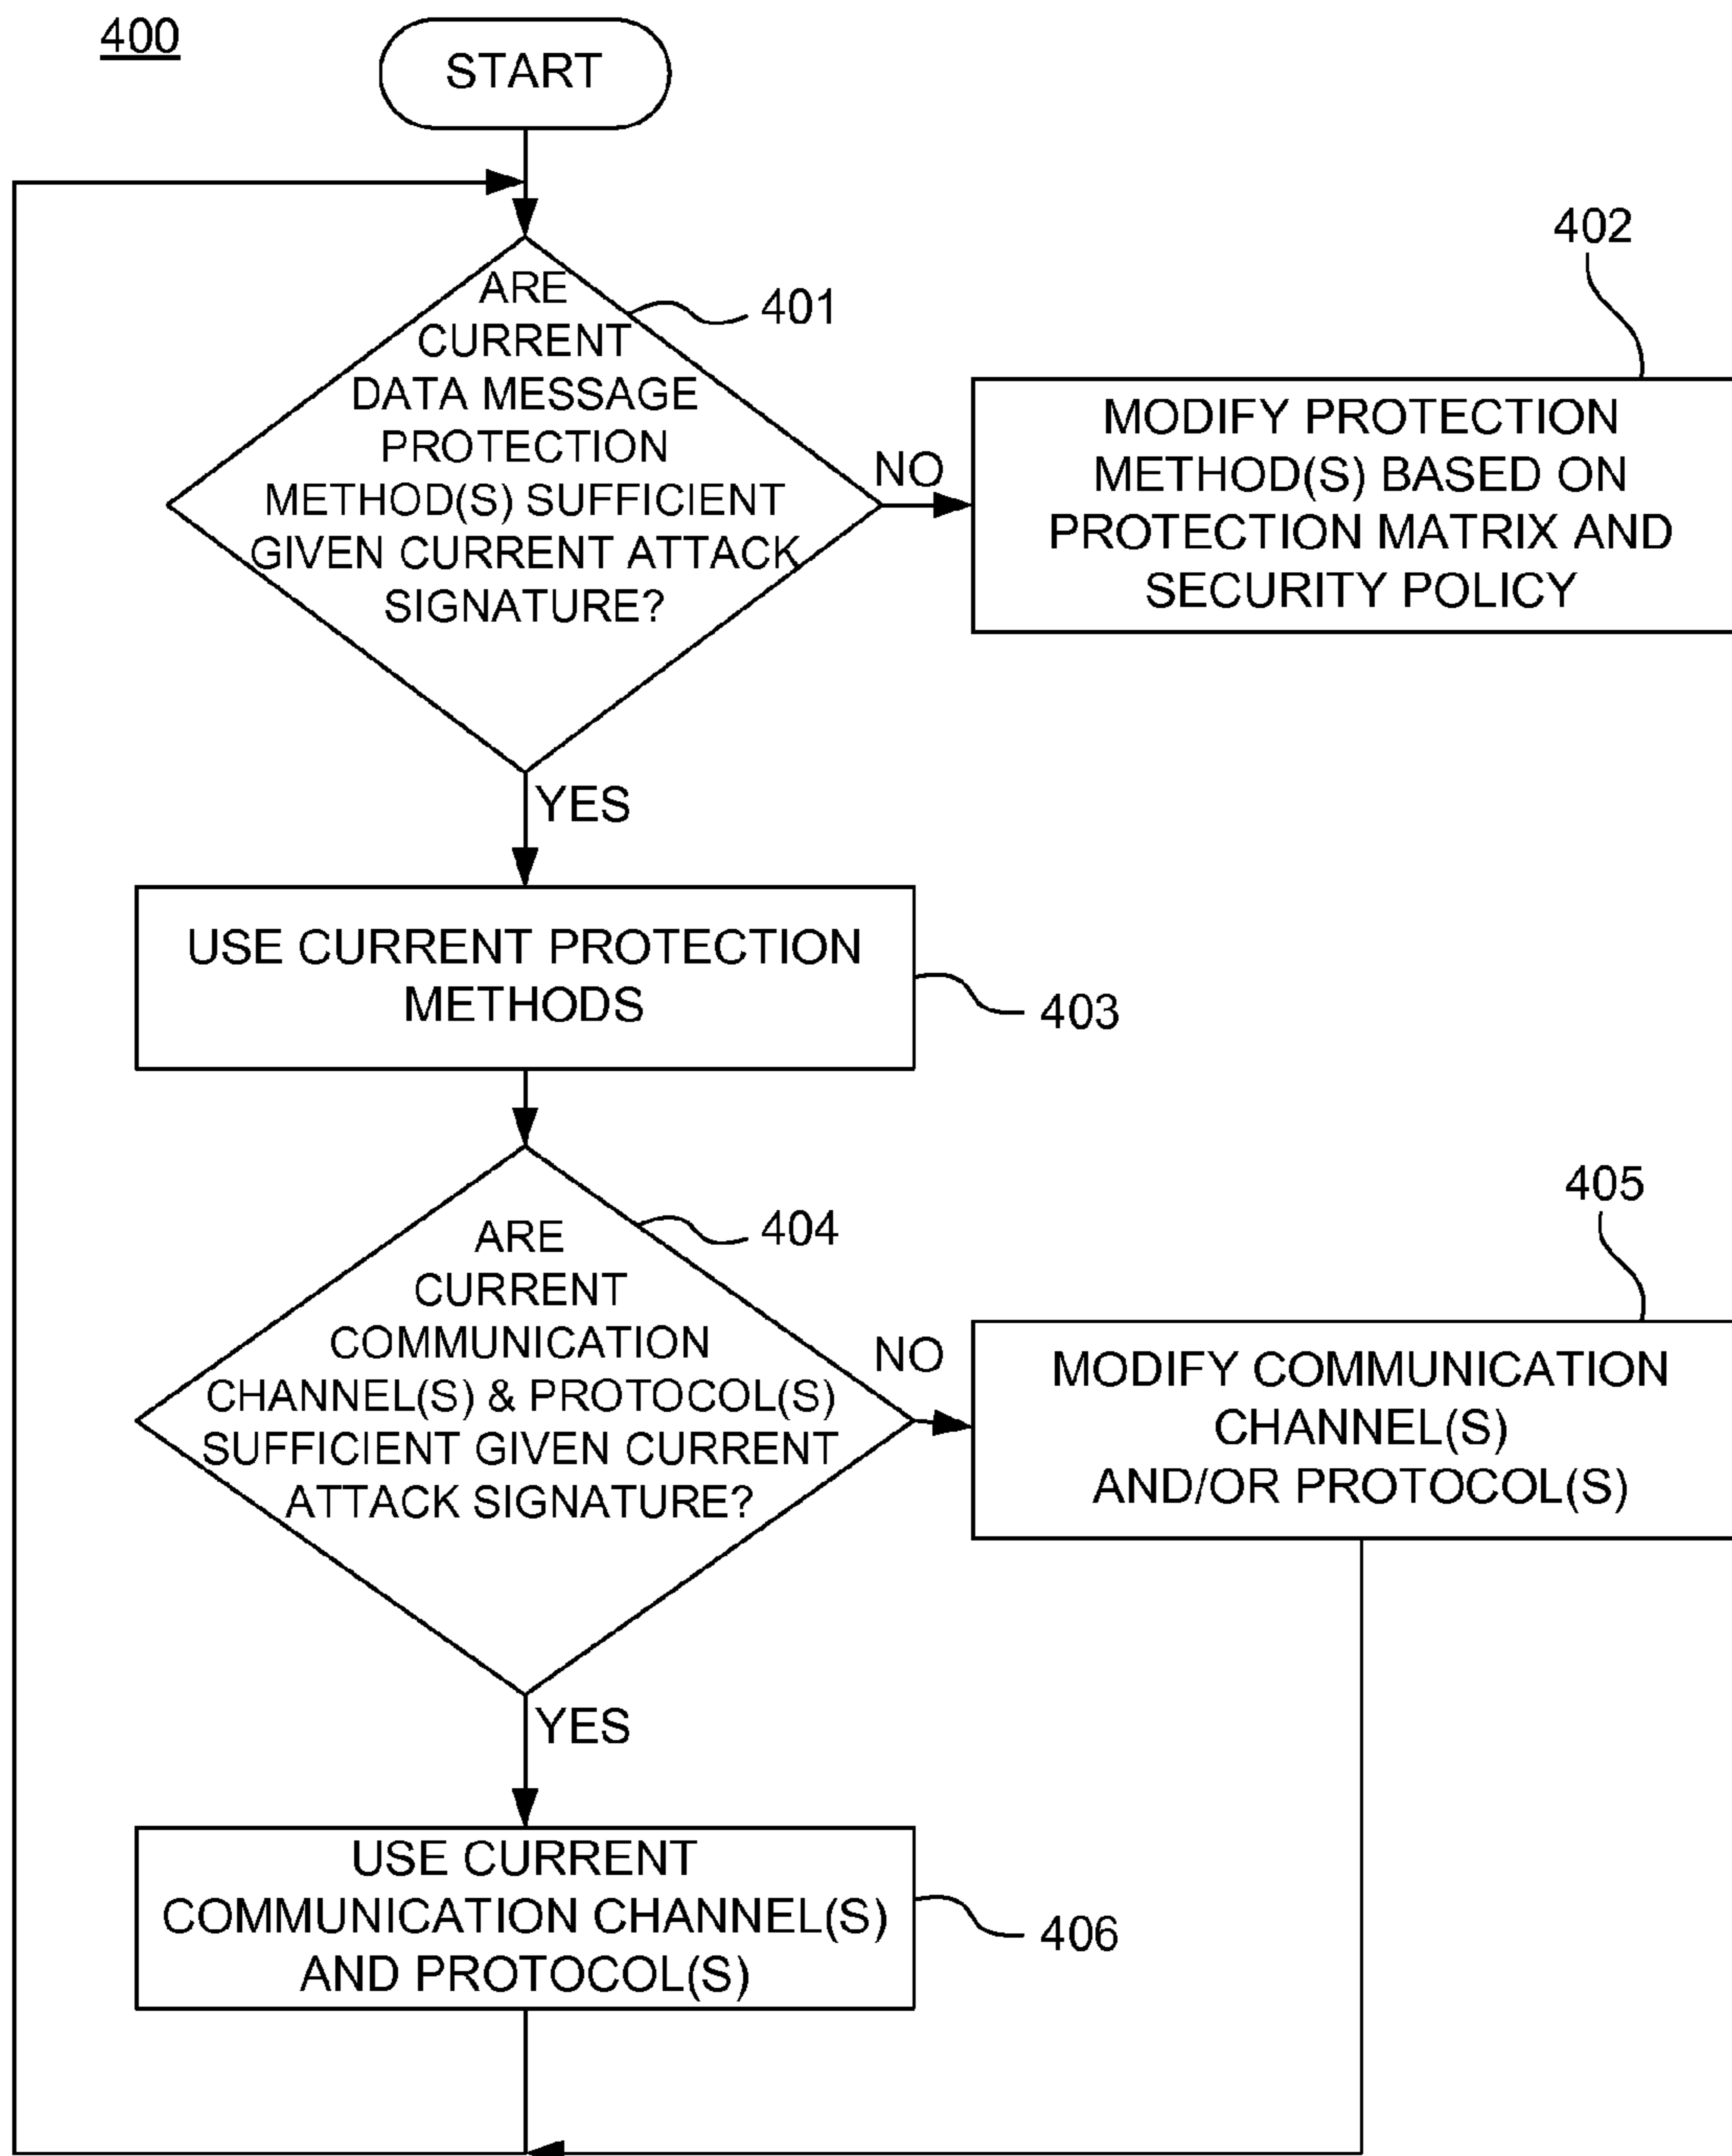 400
START
ARE
CURRENT
DATA MESSAGE
PROTECTION
METHOD(S) SUFFICIENT
GIVEN CURRENT ATTACK
SIGNATURE?
401
NO
402
MODIFY PROTECTION
METHOD(S) BASED ON
PROTECTION MATRIX AND
SECURITY POLICY
YES
USE CURRENT PROTECTION
METHODS
403
ARE
CURRENT
COMMUNICATION
CHANNEL(S) & PROTOCOL(S)
SUFFICIENT GIVEN CURRENT
ATTACK SIGNATURE?
404
NO
405
MODIFY COMMUNICATION
CHANNEL(S)
AND/OR PROTOCOL(S)
YES
USE CURRENT
COMMUNICATION CHANNEL(S)
AND PROTOCOL(S)
406